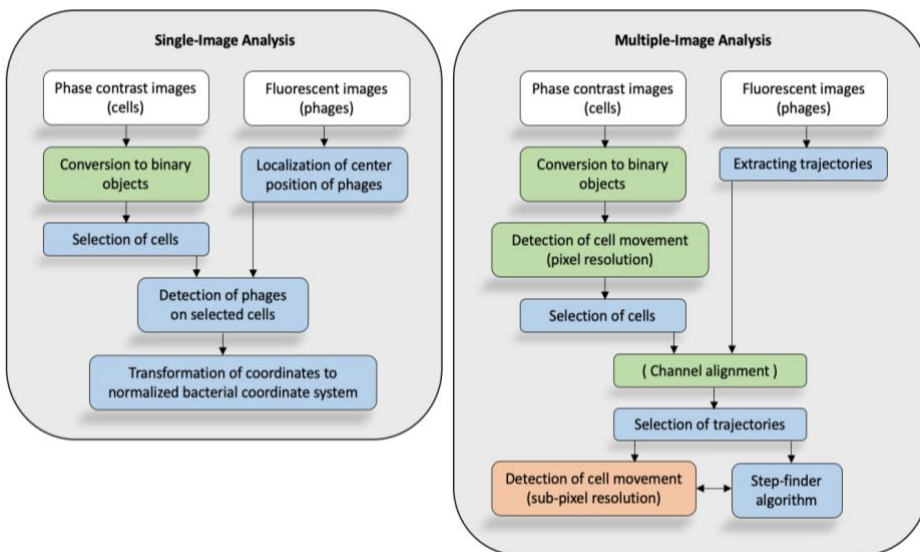 Single-Image Analysis
Phase contrast images
(cells)
Fluorescent images
(phages)
Conversion to binary
objects
Localization of center
position of phages
Selection of cells
Detection of phages
on selected cells
Transformation of coordinates to
normalized bacterial coordinate system
Multiple-Image Analysis
Phase contrast images
(cells)
Fluorescent images
(phages)
Conversion to binary
objects
Extracting trajectories
Detection of cell movement
(pixel resolution)
Selection of cells
( Channel alignment )
Selection of trajectories
Detection of cell movement
(sub-pixel resolution)
Step-finder
algorithm